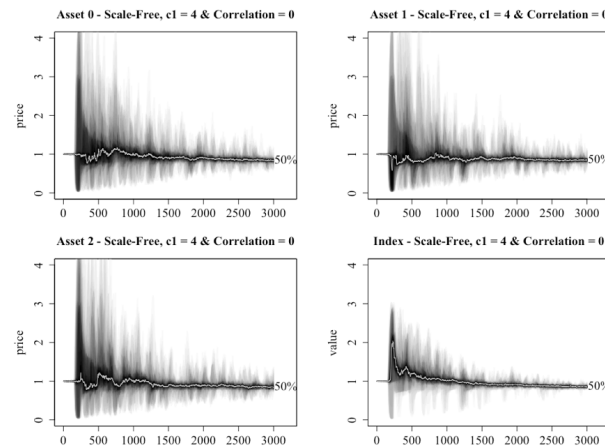 Asset 0 - Scale-Free, c1 = 4 & Correlation = 0
price
4
3
2
1
0
50%
0 500 1000 1500 2000 2500 3000
Asset 1 - Scale-Free, c1 = 4 & Correlation = 0
price
4
3
2
1
0
50%
0 500 1000 1500 2000 2500 3000
Asset 2 - Scale-Free, c1 = 4 & Correlation = 0
price
4
3
2
1
0
50%
0 500 1000 1500 2000 2500 3000
Index - Scale-Free, c1 = 4 & Correlation = 0
value
4
3
2
1
0
50%
0 500 1000 1500 2000 2500 3000